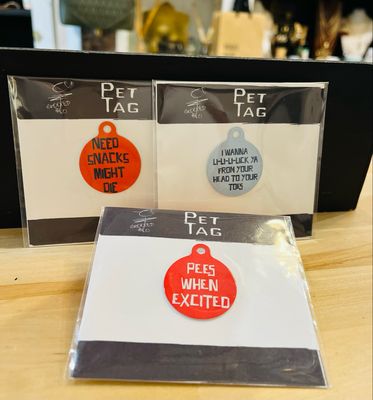 PET
TAG
NEED
SNACKS
MIGHT
DIE
PET
TAG
I WANNA
LI-LI-LI-LICK YA
FROM YOUR
HEAD TO YOUR
TOES
PET
TAG
PEES
WHEN
EXCITED